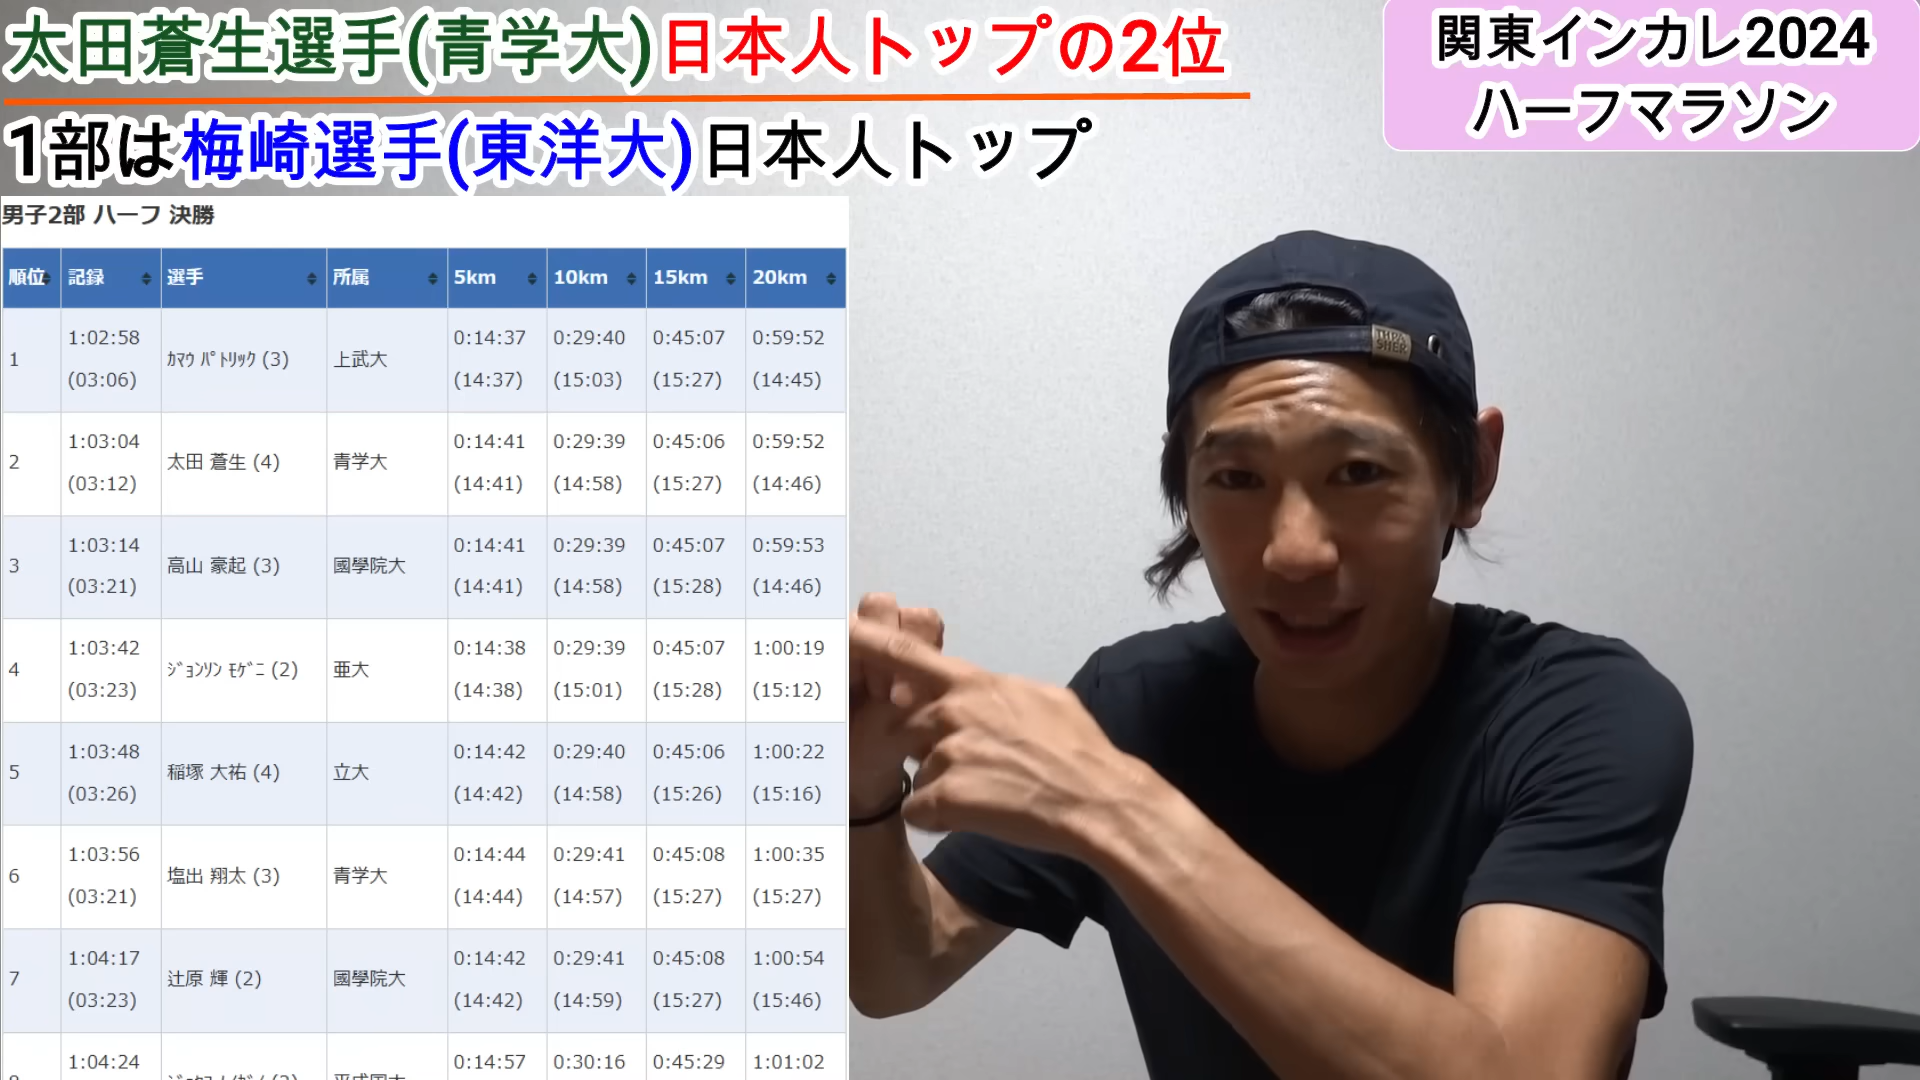 太田蒼生選手(青学大)日本人トップの2位
1部は梅崎選手(東洋大)日本人トップ
関東インカレ2024
ハーフマラソン
男子2部 ハーフ 決勝
順位 記録 選手 所属 5km 10km 15km 20km
1 1:02:58 (03:06) ｶﾏｳ ﾊﾟﾄﾘｯｸ (3) 上武大 0:14:37 (14:37) 0:29:40 (15:03) 0:45:07 (15:27) 0:59:52 (14:45)
2 1:03:04 (03:12) 太田 蒼生 (4) 青学大 0:14:41 (14:41) 0:29:39 (14:58) 0:45:06 (15:27) 0:59:52 (14:46)
3 1:03:14 (03:21) 高山 豪起 (3) 國學院大 0:14:41 (14:41) 0:29:39 (14:58) 0:45:07 (15:28) 0:59:53 (14:46)
4 1:03:42 (03:23) ｼﾞｮﾝｿﾝ ﾓｹﾞﾆ (2) 亜大 0:14:38 (14:38) 0:29:39 (15:01) 0:45:07 (15:28) 1:00:19 (15:12)
5 1:03:48 (03:26) 稲塚 大祐 (4) 立大 0:14:42 (14:42) 0:29:40 (14:58) 0:45:06 (15:26) 1:00:22 (15:16)
6 1:03:56 (03:21) 塩出 翔太 (3) 青学大 0:14:44 (14:44) 0:29:41 (14:57) 0:45:08 (15:27) 1:00:35 (15:27)
7 1:04:17 (03:23) 辻原 輝 (2) 國學院大 0:14:42 (14:42) 0:29:41 (14:59) 0:45:08 (15:27) 1:00:54 (15:46)
1:04:24 0:14:57 0:30:16 0:45:29 1:01:02
THRA
SHER